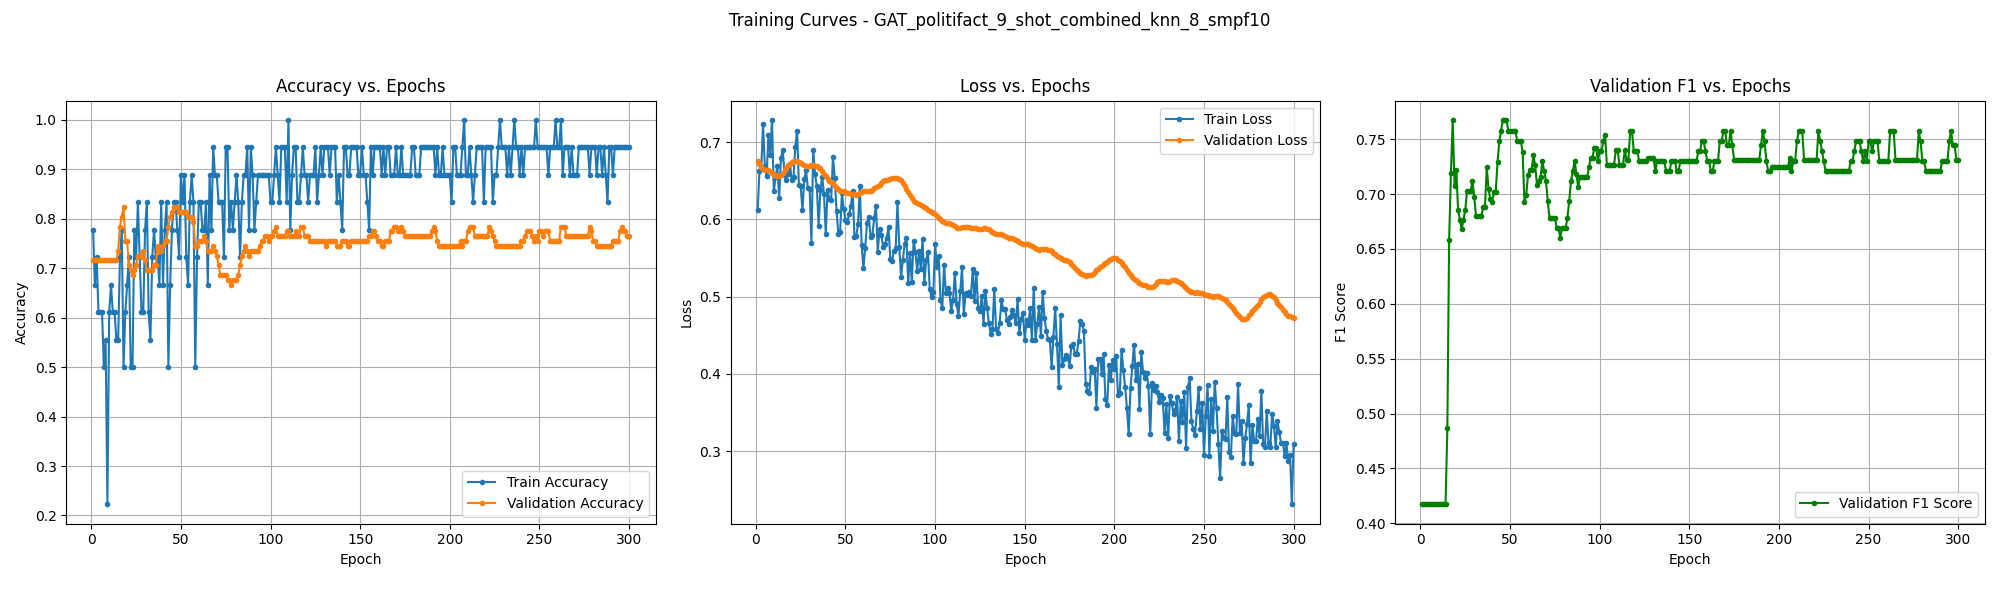 Training Curves - GAT_politifact_9_shot_combined_knn_8_smpf10
Accuracy vs. Epochs
1.0
0.9
0.8
0.7
0.6
0.5
0.4
0.3
0.2
Accuracy
0 50 100 150 200 250 300
Epoch
Train Accuracy
Validation Accuracy
Loss vs. Epochs
0.7
0.6
0.5
0.4
0.3
Loss
0 50 100 150 200 250 300
Epoch
Train Loss
Validation Loss
Validation F1 vs. Epochs
0.75
0.70
0.65
0.60
0.55
0.50
0.45
0.40
F1 Score
0 50 100 150 200 250 300
Epoch
Validation F1 Score